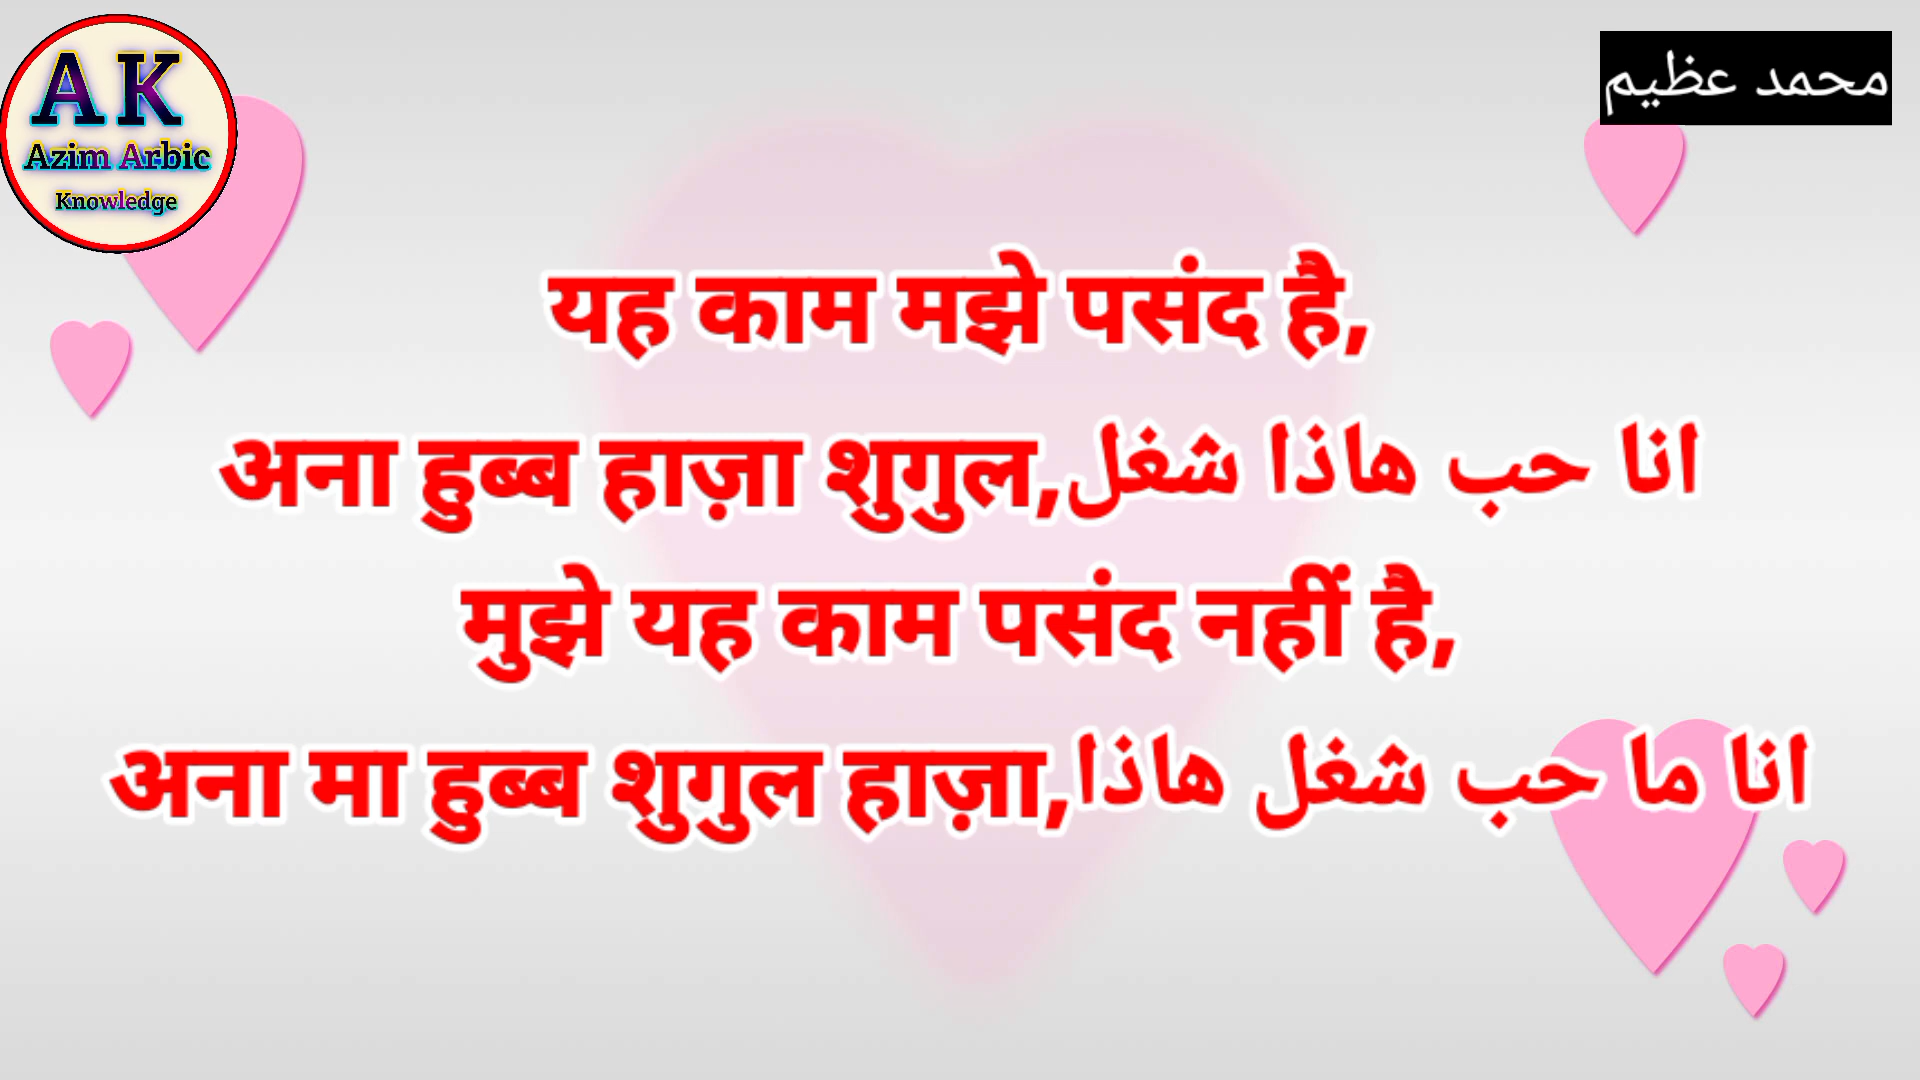 AK
Azim Arbic
Knowledge
محمد عظيم
यह काम मझे पसंद है,
अना हुब्ब हाज़ा शुगुल,انا حب هاذا شغل
मुझे यह काम पसंद नहीं है,
अना मा हुब्ब शुगुल हाज़ा,انا ما حب شغل هاذا